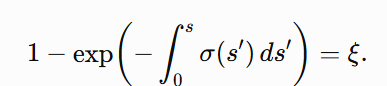 1 − exp(−∫₀ˢ σ(s′) ds′) = ξ.